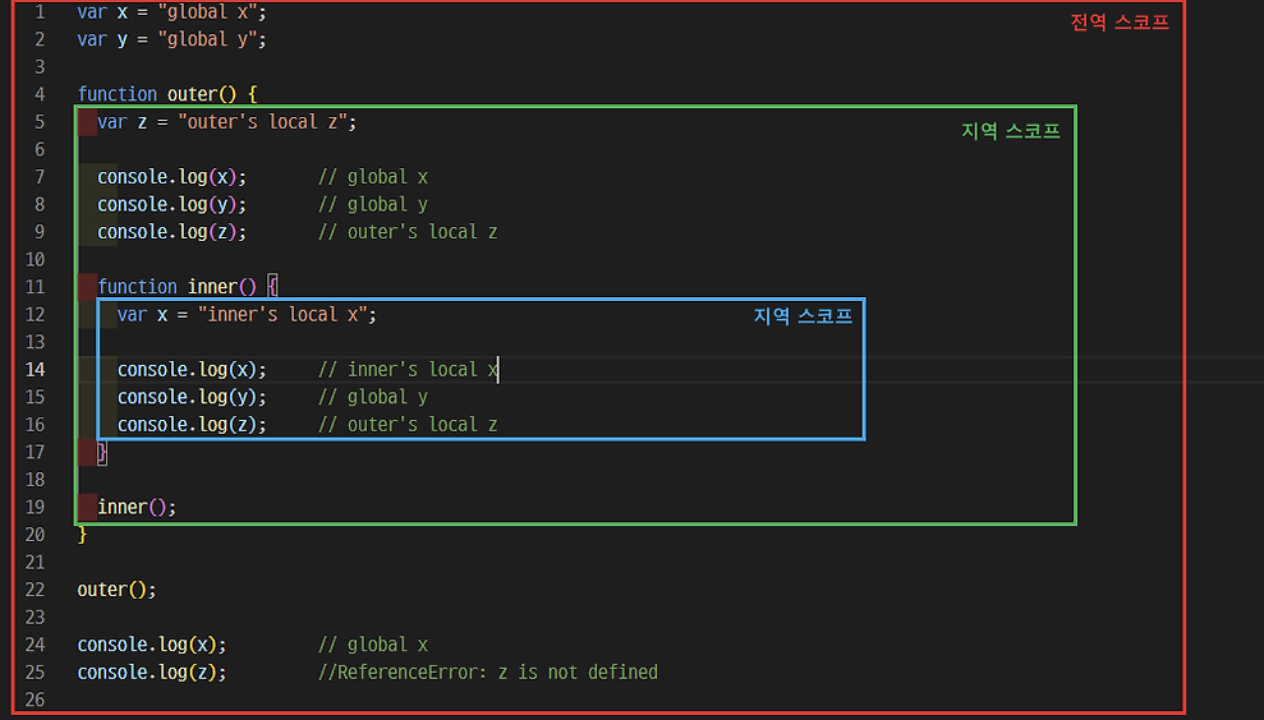 1 var x = "global x"; 전역 스코프
2 var y = "global y";
3
4 function outer() {
5 var z = "outer's local z"; 지역 스코프
6
7 console.log(x); // global x
8 console.log(y); // global y
9 console.log(z); // outer's local z
10
11 function inner() {
12 var x = "inner's local x"; 지역 스코프
13
14 console.log(x); // inner's local x
15 console.log(y); // global y
16 console.log(z); // outer's local z
17 }
18
19 inner();
20 }
21
22 outer();
23
24 console.log(x); // global x
25 console.log(z); //ReferenceError: z is not defined
26